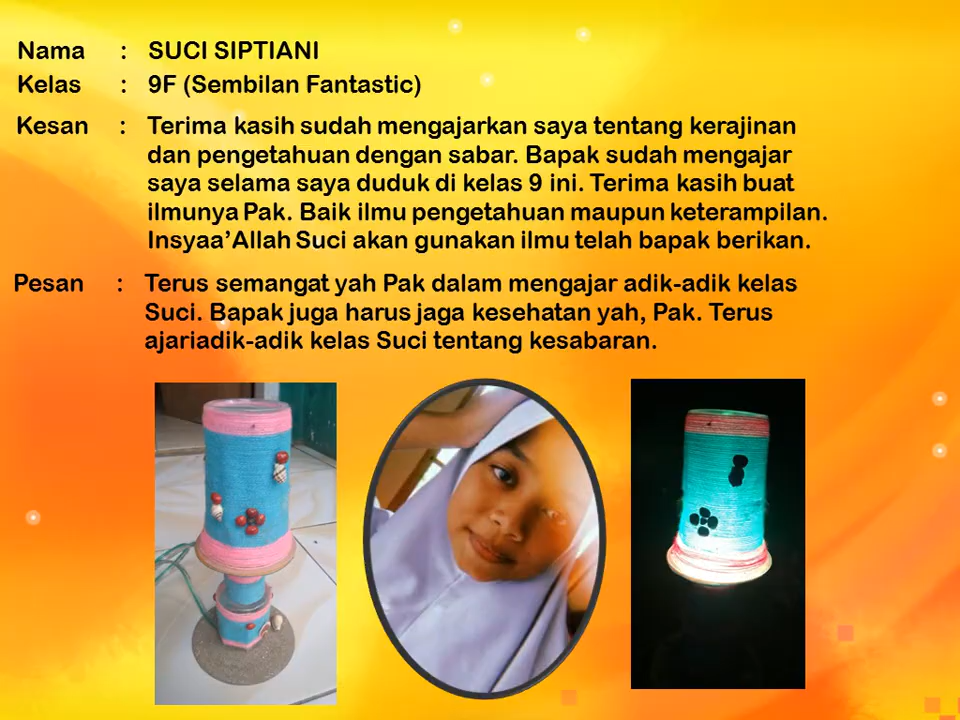 Nama : SUCI SIPTIANI
Kelas : 9F (Sembilan Fantastic)
Kesan : Terima kasih sudah mengajarkan saya tentang kerajinan
dan pengetahuan dengan sabar. Bapak sudah mengajar
saya selama saya duduk di kelas 9 ini. Terima kasih buat
ilmunya Pak. Baik ilmu pengetahuan maupun keterampilan.
Insyaa’Allah Suci akan gunakan ilmu telah bapak berikan.
Pesan : Terus semangat yah Pak dalam mengajar adik-adik kelas
Suci. Bapak juga harus jaga kesehatan yah, Pak. Terus
ajariadik-adik kelas Suci tentang kesabaran.